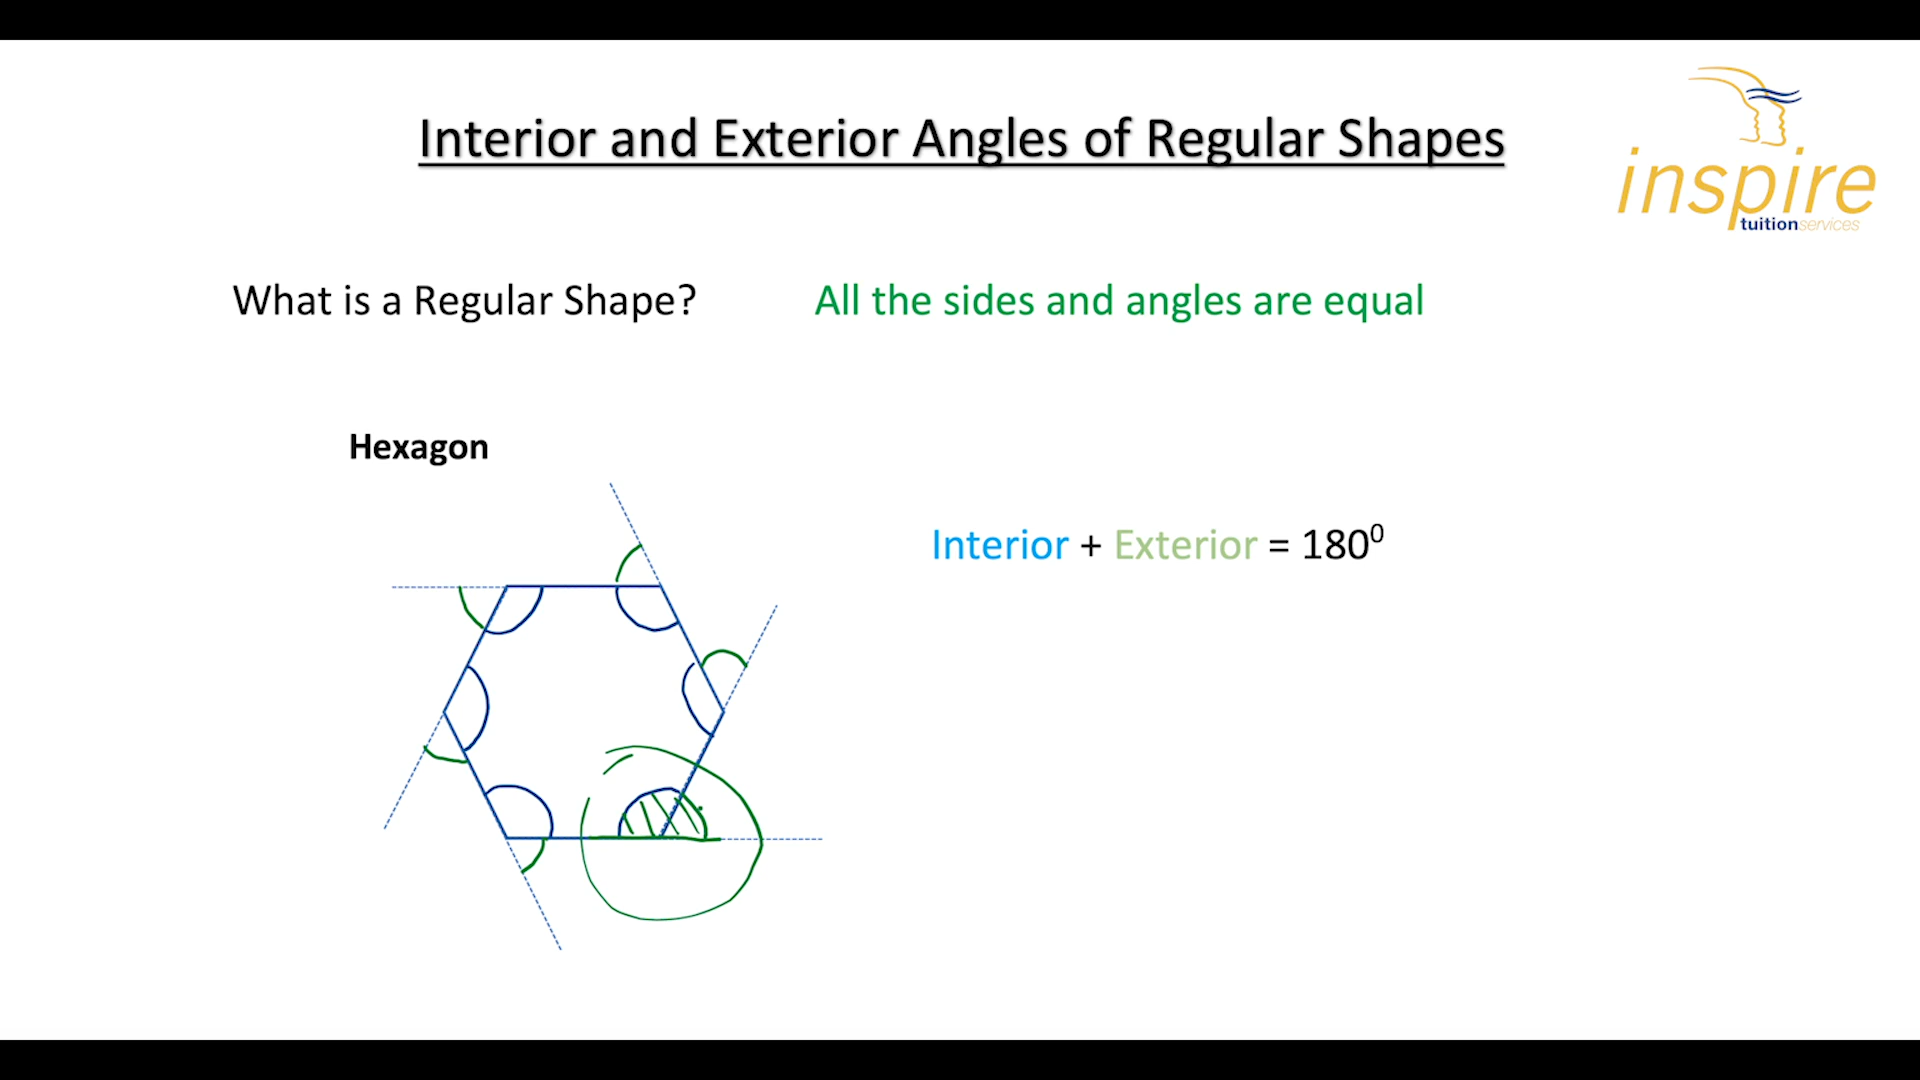 Interior and Exterior Angles of Regular Shapes
inspire
tuitionservices
What is a Regular Shape?
All the sides and angles are equal
Hexagon
Interior + Exterior = 180⁰